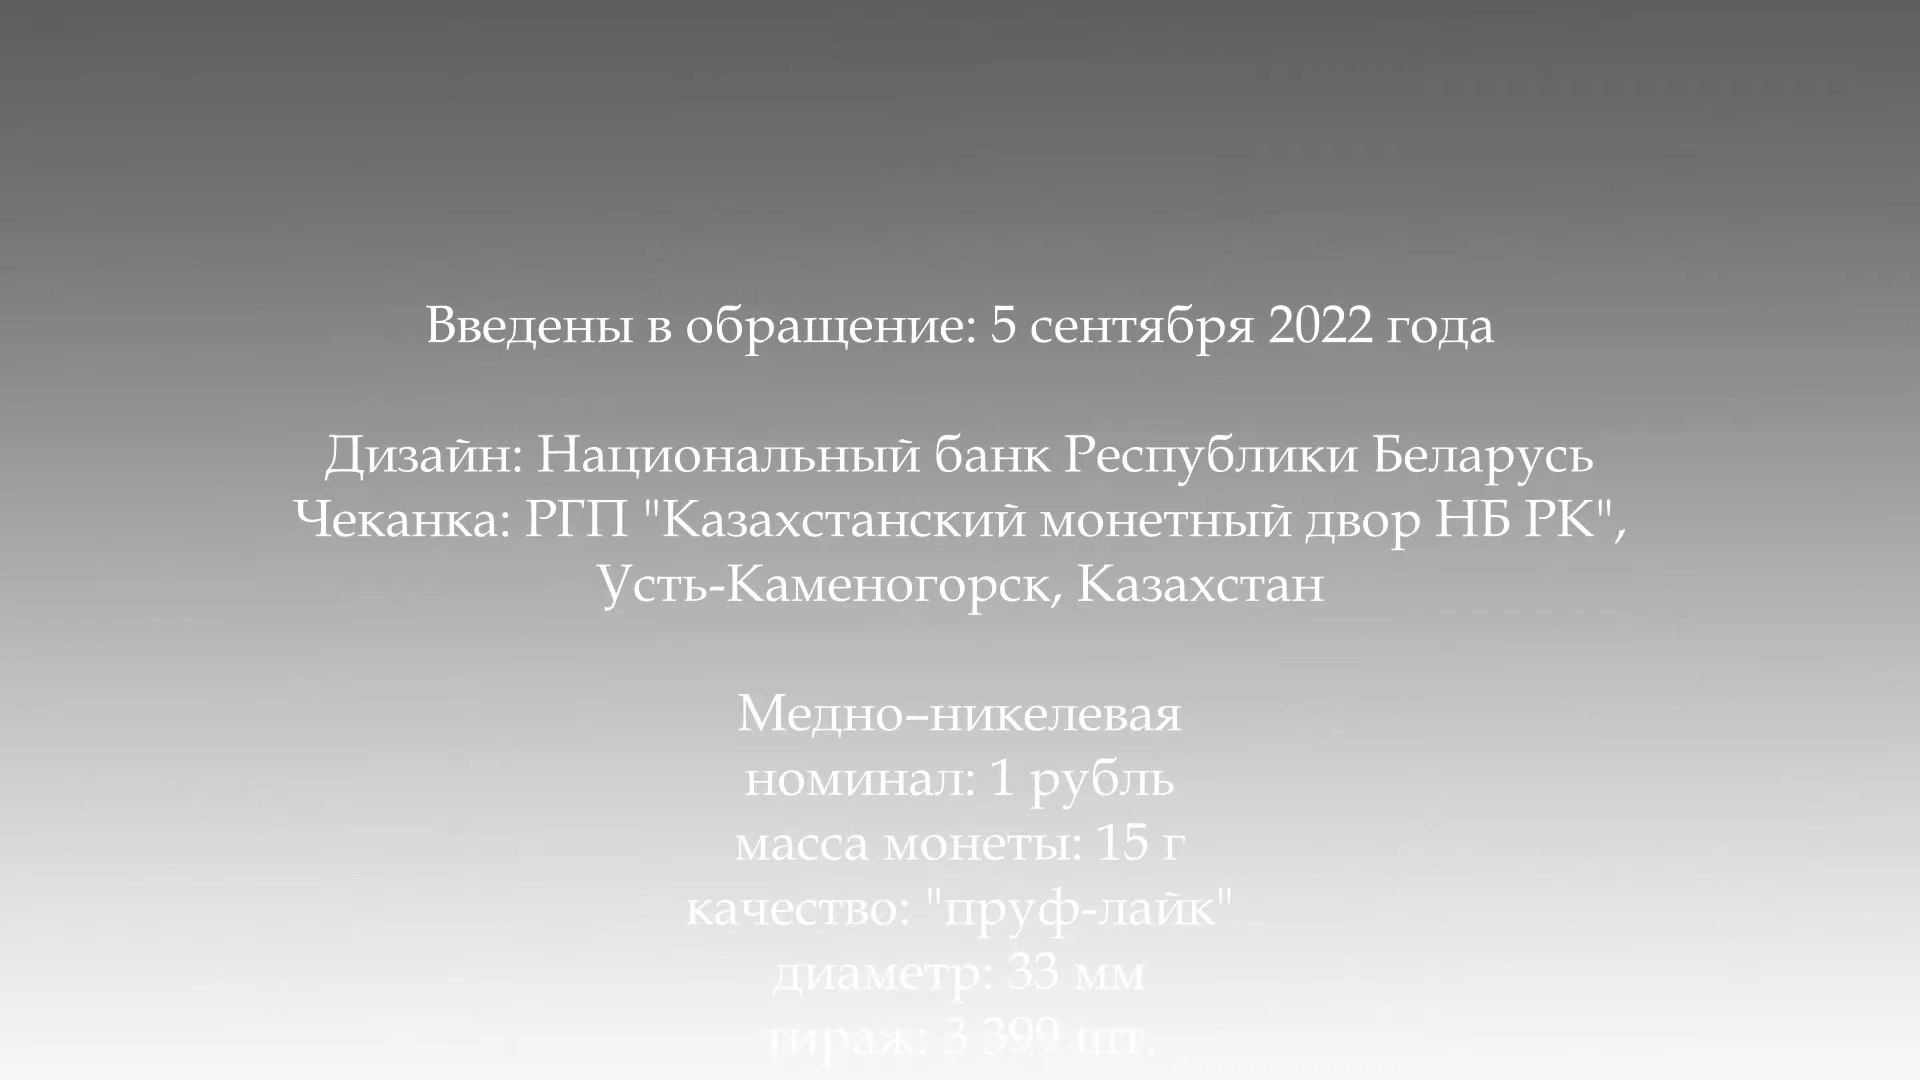 Введены в обращение: 5 сентября 2022 года
Дизайн: Национальный банк Республики Беларусь
Чеканка: РГП "Казахстанский монетный двор НБ РК",
Усть-Каменогорск, Казахстан
Медно–никелевая
номинал: 1 рубль
масса монеты: 15 г
качество: "пруф-лайк"
диаметр: 33 мм
тираж: 3 399 шт.